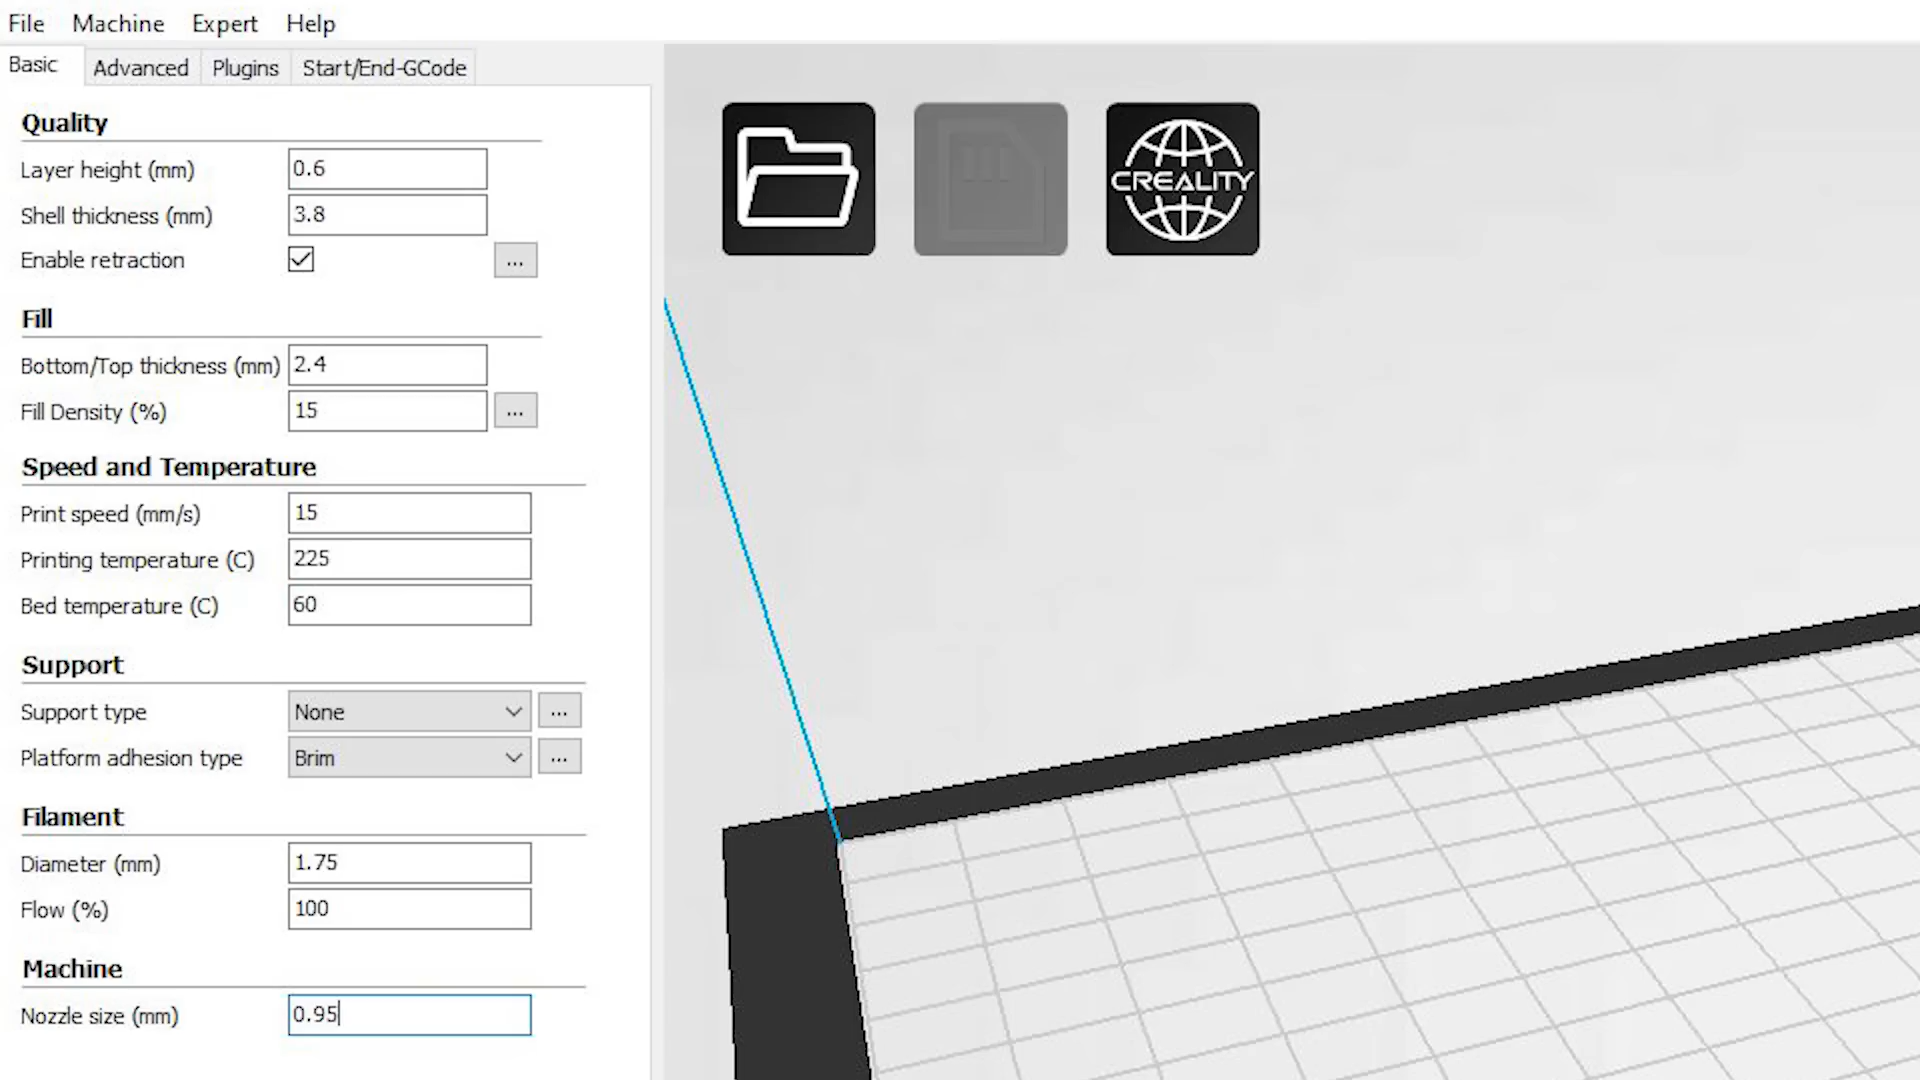 File Machine Expert Help
Basic Advanced Plugins Start/End-GCode
Quality
Layer height (mm) 0.6
Shell thickness (mm) 3.8
Enable retraction ...
Fill
Bottom/Top thickness (mm) 2.4
Fill Density (%) 15 ...
Speed and Temperature
Print speed (mm/s) 15
Printing temperature (C) 225
Bed temperature (C) 60
Support
Support type None ...
Platform adhesion type Brim ...
Filament
Diameter (mm) 1.75
Flow (%) 100
Machine
Nozzle size (mm) 0.95
CREALITY